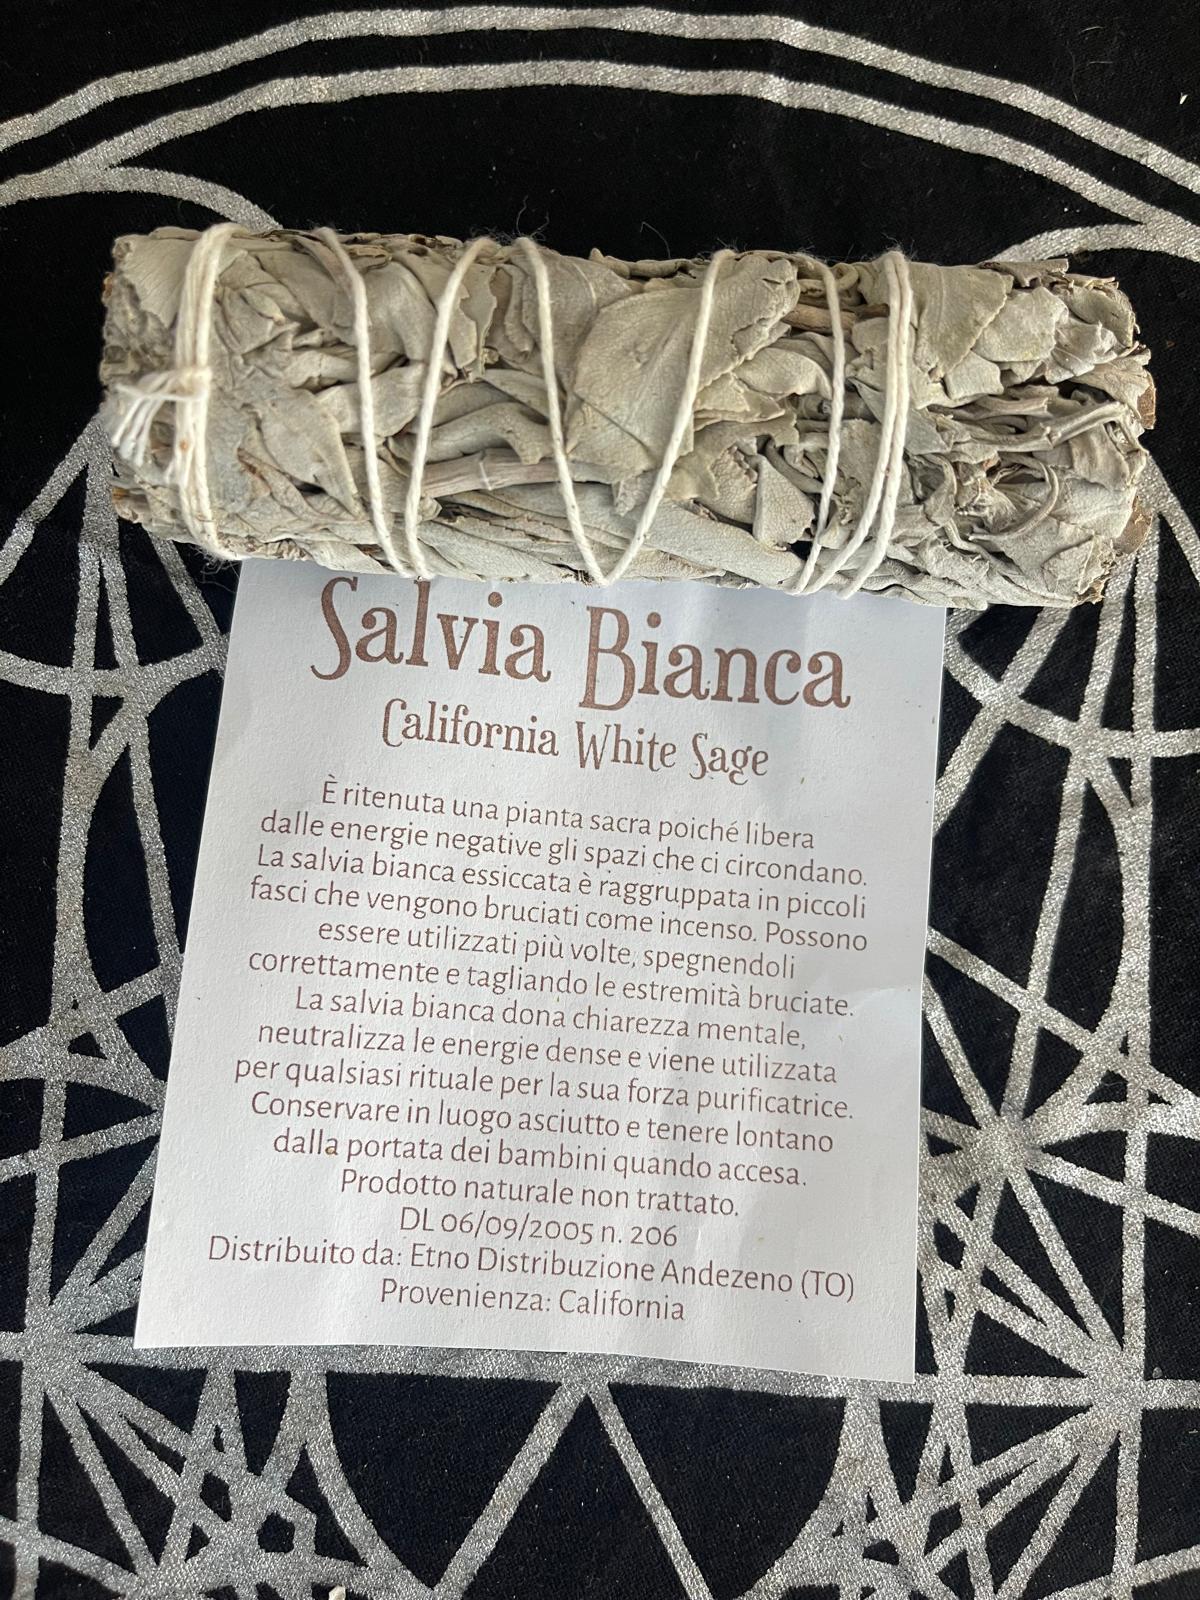 Salvia Bianca
California White Sage
È ritenuta una pianta sacra poiché libera
dalle energie negative gli spazi che ci circondano.
La salvia bianca essiccata è raggruppata in piccoli
fasci che vengono bruciati come incenso. Possono
essere utilizzati più volte, spegnendoli
correttamente e tagliando le estremità bruciate.
La salvia bianca dona chiarezza mentale,
neutralizza le energie dense e viene utilizzata
per qualsiasi rituale per la sua forza purificatrice.
Conservare in luogo asciutto e tenere lontano
dalla portata dei bambini quando accesa.
Prodotto naturale non trattato.
DL 06/09/2005 n. 206
Distribuito da: Etno Distribuzione Andezeno (TO)
Provenienza: California